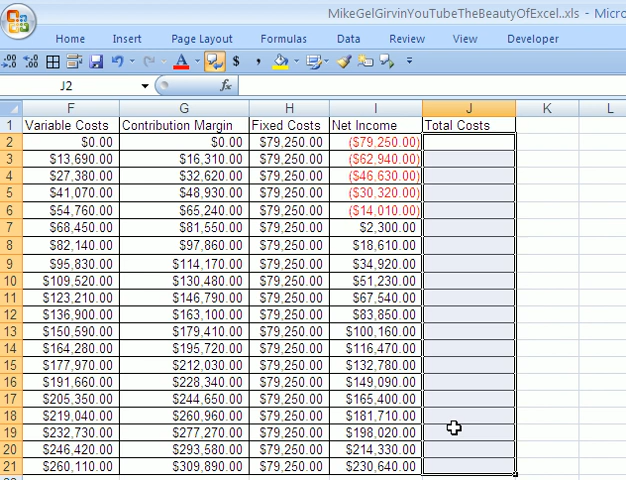 MikeGelGirvinYouTubeTheBeautyOfExcel..xls - Micro
Home Insert Page Layout Formulas Data Review View Developer
A $ ,
J2 fx
F G H I J K L
1 Variable Costs Contribution Margin Fixed Costs Net Income Total Costs
2 $0.00 $0.00 $79,250.00 ($79,250.00)
3 $13,690.00 $16,310.00 $79,250.00 ($62,940.00)
4 $27,380.00 $32,620.00 $79,250.00 ($46,630.00)
5 $41,070.00 $48,930.00 $79,250.00 ($30,320.00)
6 $54,760.00 $65,240.00 $79,250.00 ($14,010.00)
7 $68,450.00 $81,550.00 $79,250.00 $2,300.00
8 $82,140.00 $97,860.00 $79,250.00 $18,610.00
9 $95,830.00 $114,170.00 $79,250.00 $34,920.00
10 $109,520.00 $130,480.00 $79,250.00 $51,230.00
11 $123,210.00 $146,790.00 $79,250.00 $67,540.00
12 $136,900.00 $163,100.00 $79,250.00 $83,850.00
13 $150,590.00 $179,410.00 $79,250.00 $100,160.00
14 $164,280.00 $195,720.00 $79,250.00 $116,470.00
15 $177,970.00 $212,030.00 $79,250.00 $132,780.00
16 $191,660.00 $228,340.00 $79,250.00 $149,090.00
17 $205,350.00 $244,650.00 $79,250.00 $165,400.00
18 $219,040.00 $260,960.00 $79,250.00 $181,710.00
19 $232,730.00 $277,270.00 $79,250.00 $198,020.00
20 $246,420.00 $293,580.00 $79,250.00 $214,330.00
21 $260,110.00 $309,890.00 $79,250.00 $230,640.00